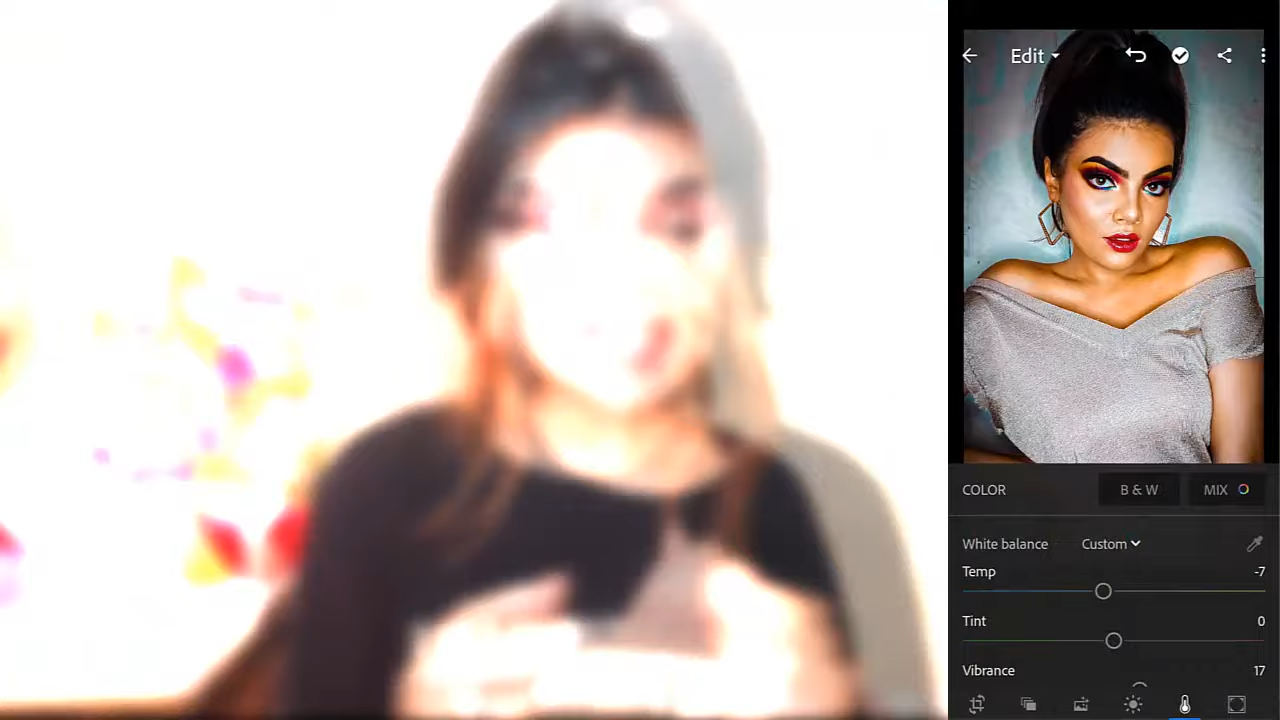 Edit
COLOR
B & W
MIX
White balance
Custom
Temp
-7
Tint
0
Vibrance
17